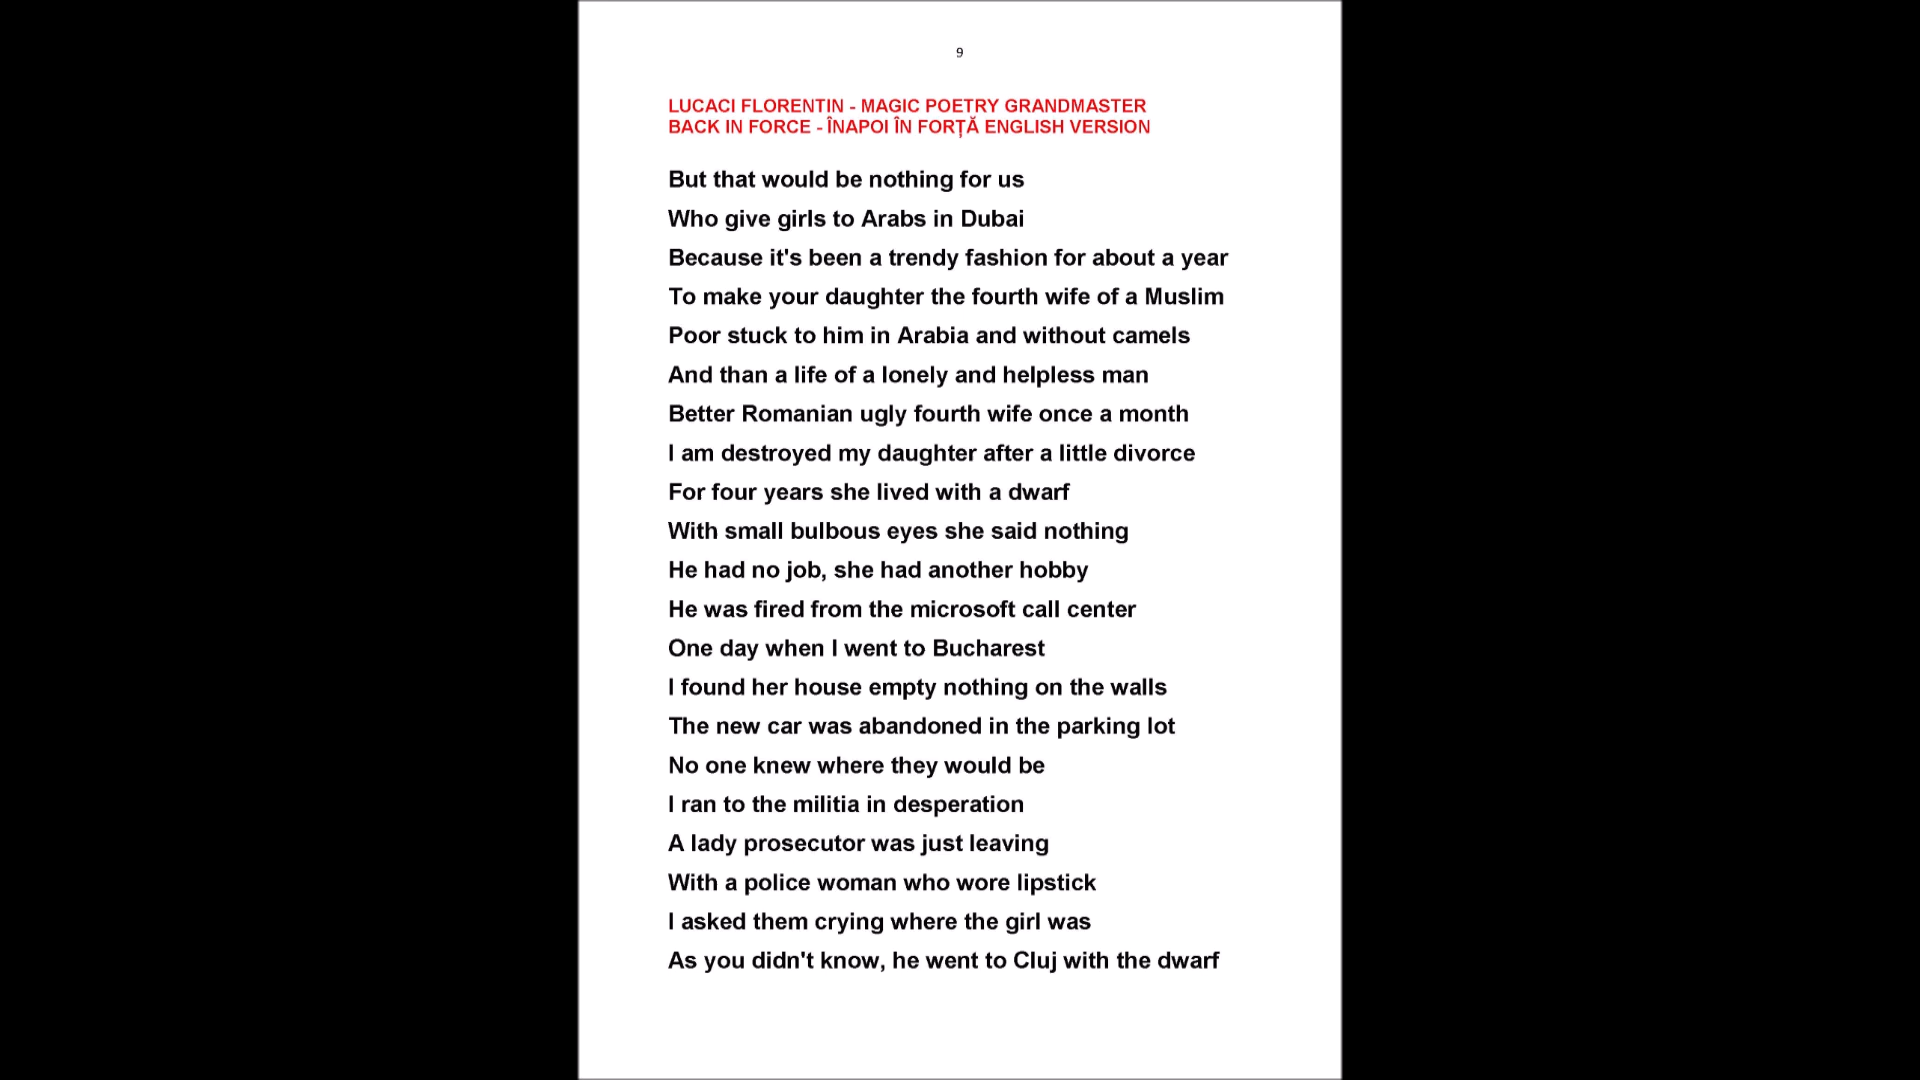 9
LUCACI FLORENTIN - MAGIC POETRY GRANDMASTER
BACK IN FORCE - ÎNAPOI ÎN FORŢĂ ENGLISH VERSION
But that would be nothing for us
Who give girls to Arabs in Dubai
Because it's been a trendy fashion for about a year
To make your daughter the fourth wife of a Muslim
Poor stuck to him in Arabia and without camels
And than a life of a lonely and helpless man
Better Romanian ugly fourth wife once a month
I am destroyed my daughter after a little divorce
For four years she lived with a dwarf
With small bulbous eyes she said nothing
He had no job, she had another hobby
He was fired from the microsoft call center
One day when I went to Bucharest
I found her house empty nothing on the walls
The new car was abandoned in the parking lot
No one knew where they would be
I ran to the militia in desperation
A lady prosecutor was just leaving
With a police woman who wore lipstick
I asked them crying where the girl was
As you didn't know, he went to Cluj with the dwarf